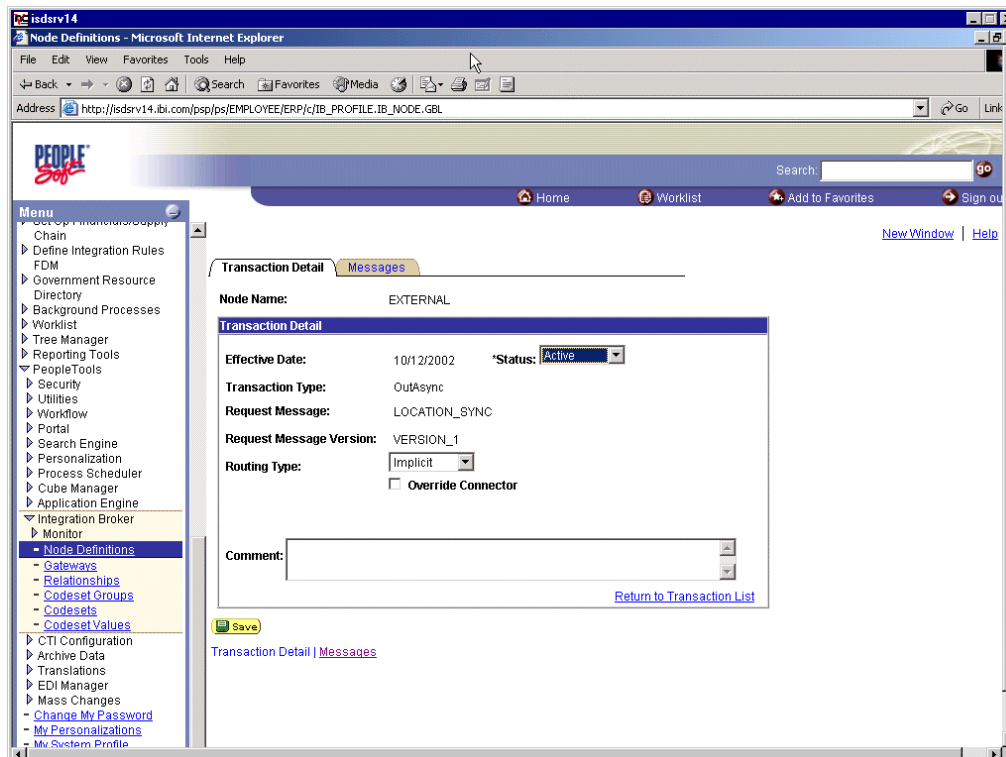 isdsrv14
Node Definitions - Microsoft Internet Explorer
File Edit View Favorites Tools Help
Back Search Favorites Media
Address http://isdsrv14.ibi.com/psp/ps/EMPLOYEE/ERP/c/IB_PROFILE.IB_NODE.GBL Go Link
PEOPLE Soft
Search: go
Home Worklist Add to Favorites Sign ou
Menu
Chain
Define Integration Rules
FDM
Government Resource
Directory
Background Processes
Worklist
Tree Manager
Reporting Tools
PeopleTools
Security
Utilities
Workflow
Portal
Search Engine
Personalization
Process Scheduler
Cube Manager
Application Engine
Integration Broker
Monitor
Node Definitions
Gateways
Relationships
Codeset Groups
Codesets
Codeset Values
CTI Configuration
Archive Data
Translations
EDI Manager
Mass Changes
Change My Password
My Personalizations
My System Profile
New Window | Help
Transaction Detail Messages
Node Name: EXTERNAL
Transaction Detail
Effective Date: 10/12/2002 *Status: Active
Transaction Type: OutAsync
Request Message: LOCATION_SYNC
Request Message Version: VERSION_1
Routing Type: Implicit
Override Connector
Comment:
Return to Transaction List
Save
Transaction Detail | Messages